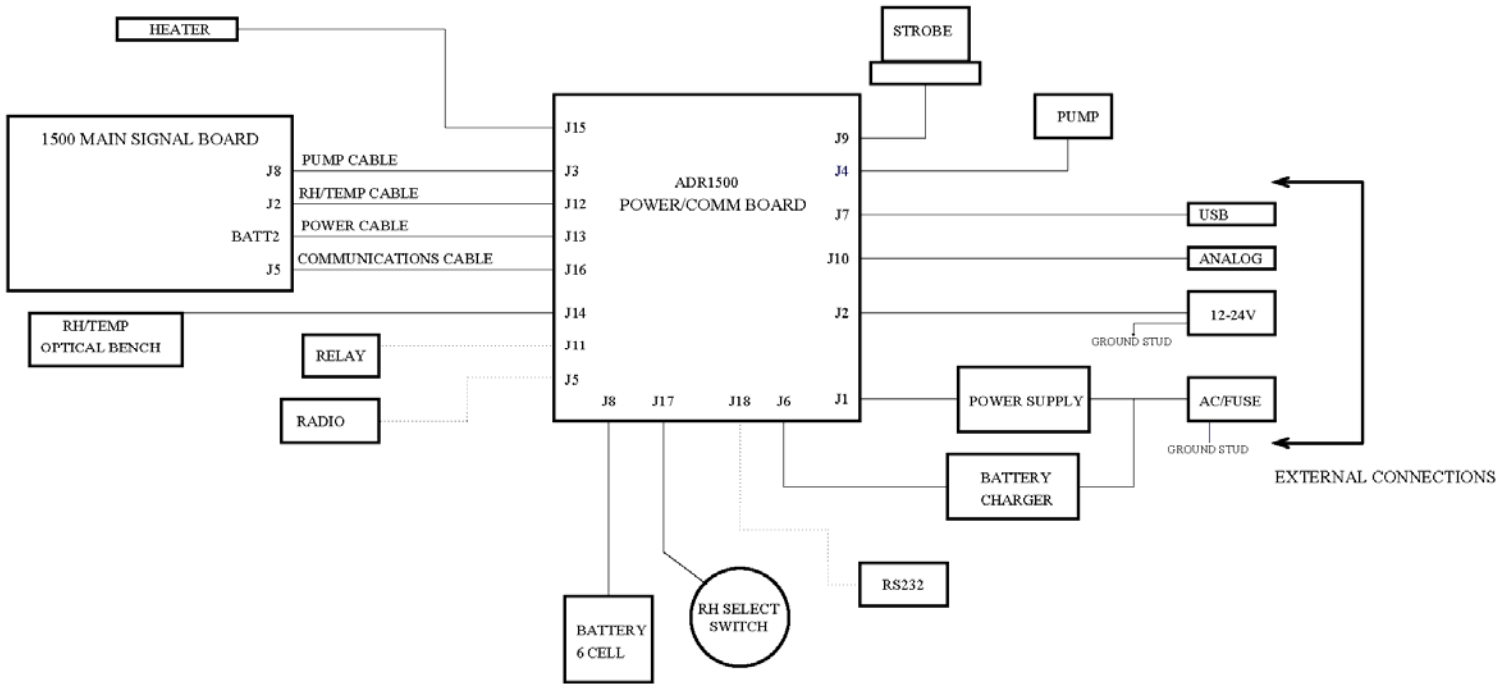 HEATER
STROBE
1500 MAIN SIGNAL BOARD
J8
J2
BATT2
J5
PUMP CABLE
RH/TEMP CABLE
POWER CABLE
COMMUNICATIONS CABLE
J15
J3
J12
J13
J16
J14
J11
J5
ADR1500
POWER/COMM BOARD
J9
J4
J7
J10
J2
J1
J8
J17
J18
J6
PUMP
USB
ANALOG
12-24V
GROUND STUD
RH/TEMP
OPTICAL BENCH
RELAY
RADIO
POWER SUPPLY
AC/FUSE
GROUND STUD
EXTERNAL CONNECTIONS
BATTERY
CHARGER
RS232
RH SELECT
SWITCH
BATTERY
6 CELL